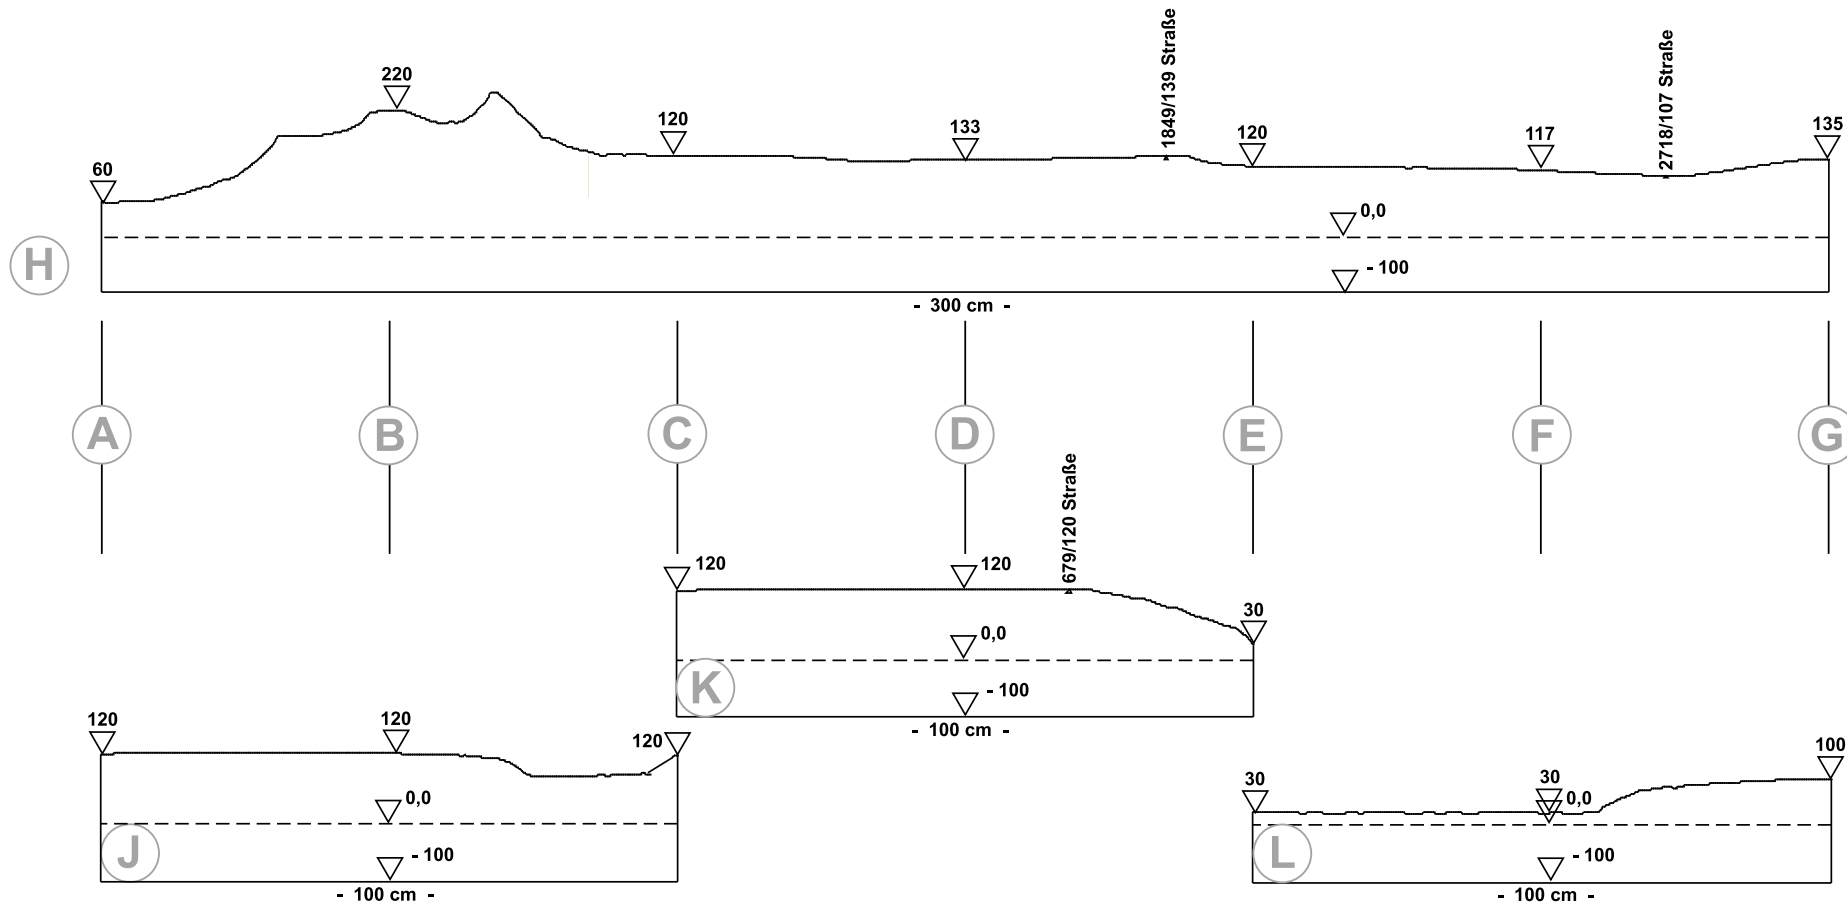 220
1849/139 Straße
2718/107 Straße
60
120
133
120
117
135
0,0
- 100
H
- 300 cm -
A
B
C
D
E
F
G
679/120 Straße
120
120
30
0,0
K
- 100
- 100 cm -
120
120
120
0,0
J
- 100
- 100 cm -
30
30
100
0,0
L
- 100
- 100 cm -